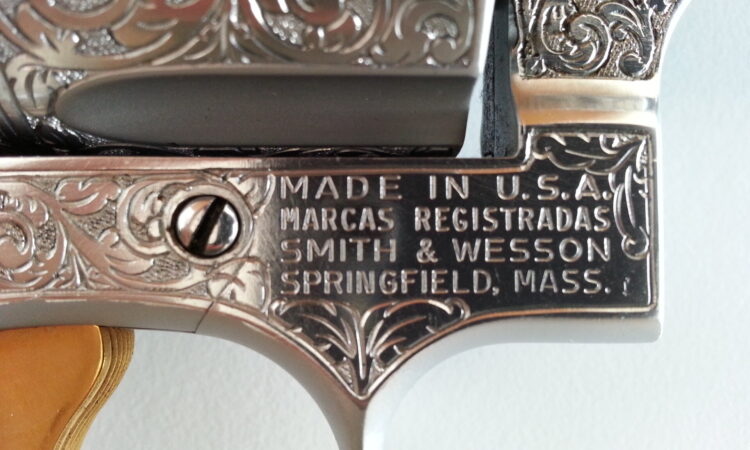 MADE IN U.S.A.
MARCAS REGISTRADAS
SMITH & WESSON
SPRINGFIELD, MASS.